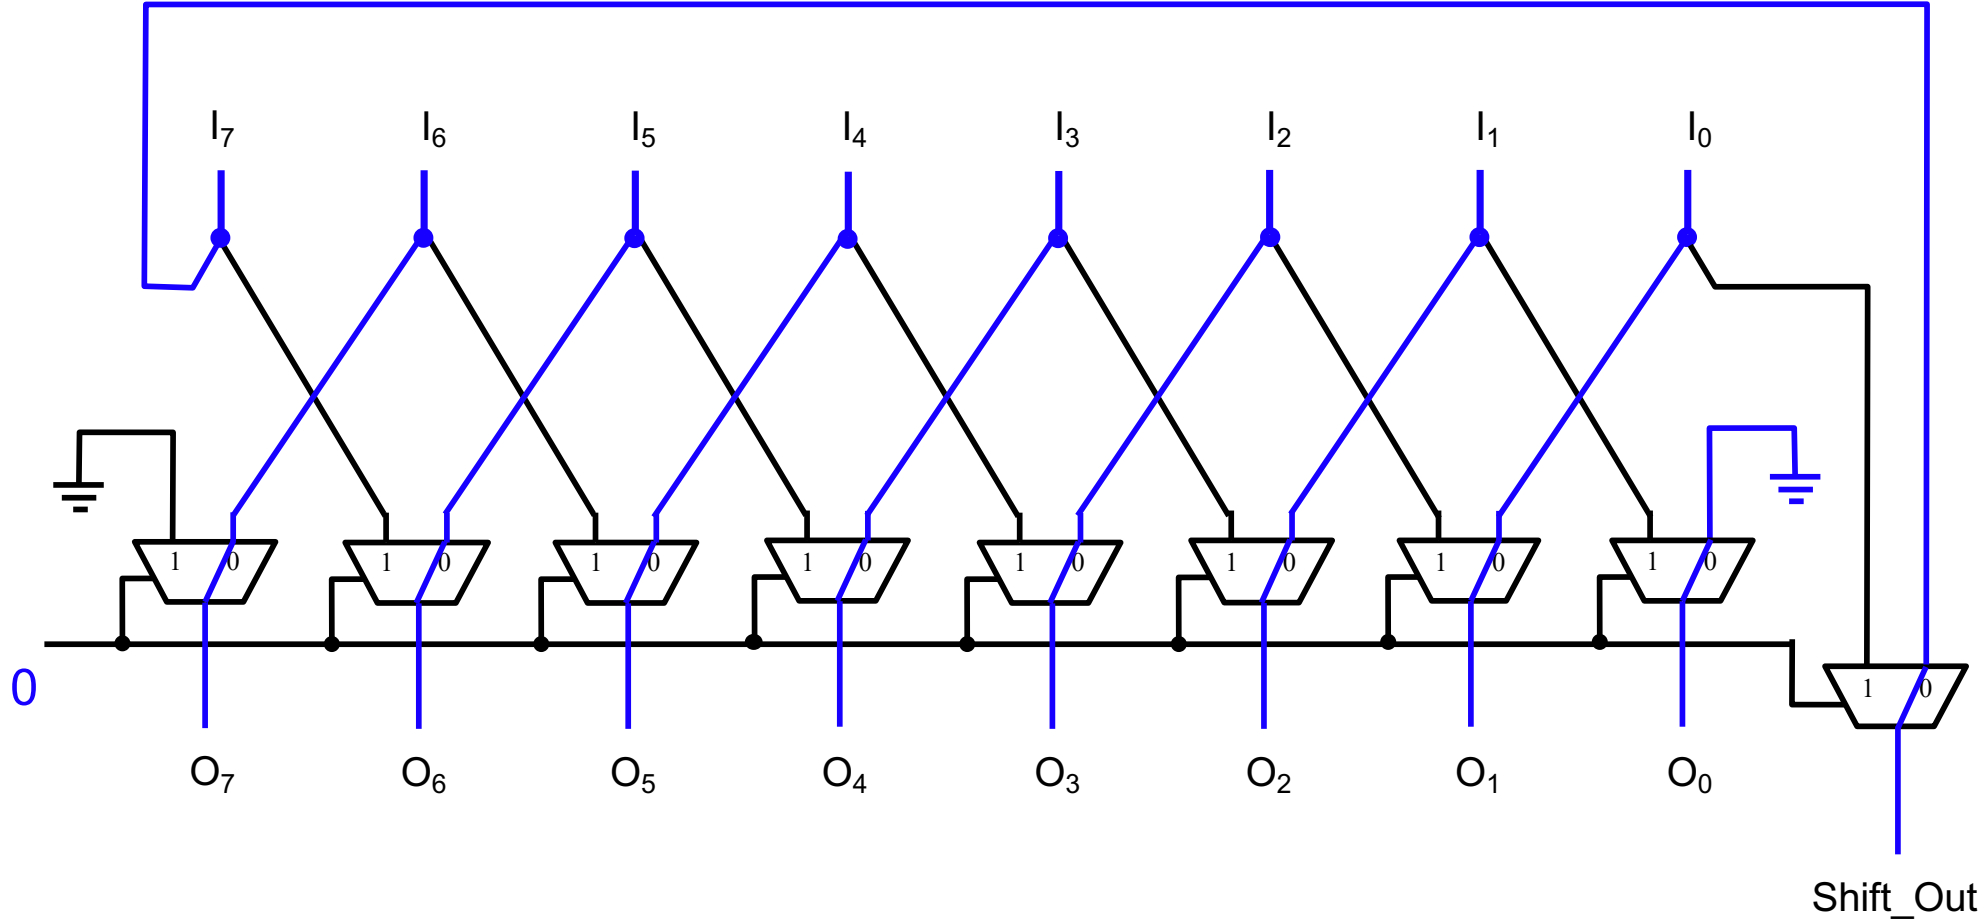 I7 I6 I5 I4 I3 I2 I1 I0
1 0 1 0 1 0 1 0 1 0 1 0 1 0 1 0
0
1 0
O7 O6 O5 O4 O3 O2 O1 O0
Shift_Out